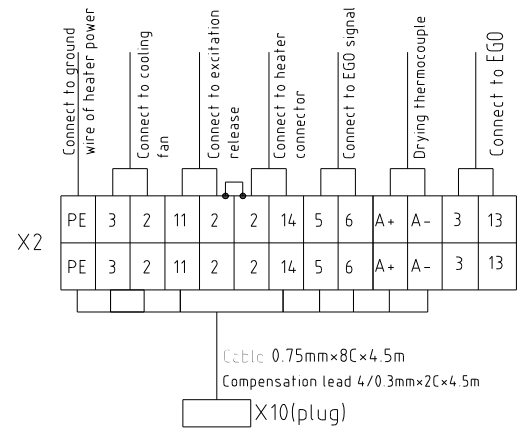 Connect to ground
wire of heater power
Connect to cooling
fan
Connect to excitation
release
Connect to heater
connector
Connect to EGO signal
Drying thermocouple
Connect to EGO
X2
PE 3 2 11 2 2 14 5 6 A+ A- 3 13
PE 3 2 11 2 2 14 5 6 A+ A- 3 13
Cable 0.75mm×8C×4.5m
Compensation lead 4/0.3mm×2C×4.5m
X10(plug)